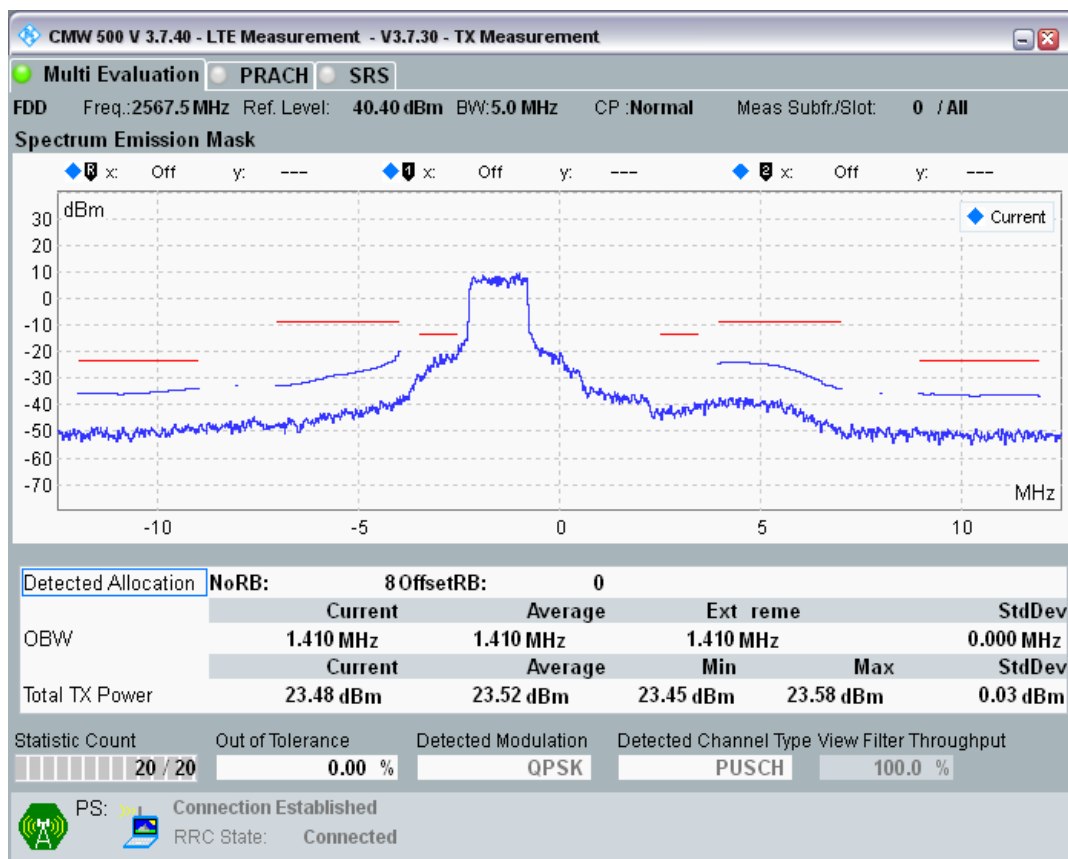 CMW 500 V 3.7.40 - LTE Measurement - V3.7.30 - TX Measurement
Multi Evaluation PRACH SRS
FDD Freq.:2567.5 MHz Ref. Level: 40.40 dBm BW:5.0 MHz CP :Normal Meas Subfr./Slot: 0 / All
Spectrum Emission Mask
R x: Off y: --- 1 x: Off y: --- 2 x: Off y: ---
dBm
Current
30
20
10
0
-10
-20
-30
-40
-50
-60
-70
MHz
-10 -5 0 5 10
Detected Allocation NoRB: 8 OffsetRB: 0
Current Average Ext reme StdDev
OBW 1.410 MHz 1.410 MHz 1.410 MHz 0.000 MHz
Current Average Min Max StdDev
Total TX Power 23.48 dBm 23.52 dBm 23.45 dBm 23.58 dBm 0.03 dBm
Statistic Count Out of Tolerance Detected Modulation Detected Channel Type View Filter Throughput
20 / 20 0.00 % QPSK PUSCH 100.0 %
PS: Connection Established
RRC State: Connected